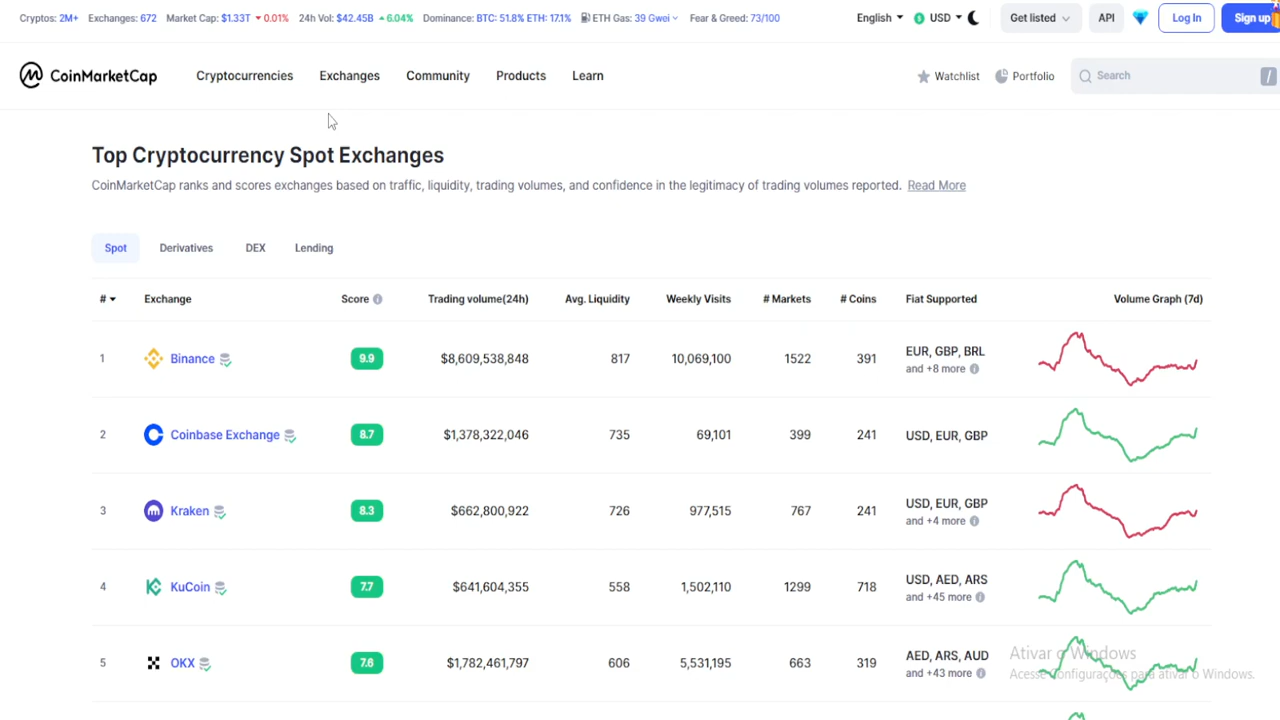 Cryptos: 2M+ Exchanges: 672 Market Cap: $1.33T 0.01% 24h Vol: $42.45B 6.04% Dominance: BTC: 51.8% ETH: 17.1% ETH Gas: 39 Gwei Fear & Greed: 73/100 English USD Get listed API Log In Sign up
CoinMarketCap Cryptocurrencies Exchanges Community Products Learn Watchlist Portfolio Search /
Top Cryptocurrency Spot Exchanges
CoinMarketCap ranks and scores exchanges based on traffic, liquidity, trading volumes, and confidence in the legitimacy of trading volumes reported. Read More
Spot Derivatives DEX Lending
# Exchange Score Trading volume(24h) Avg. Liquidity Weekly Visits # Markets # Coins Fiat Supported Volume Graph (7d)
1 Binance 9.9 $8,609,538,848 817 10,069,100 1522 391 EUR, GBP, BRL
and +8 more
2 Coinbase Exchange 8.7 $1,378,322,046 735 69,101 399 241 USD, EUR, GBP
3 Kraken 8.3 $662,800,922 726 977,515 767 241 USD, EUR, GBP
and +4 more
4 KuCoin 7.7 $641,604,355 558 1,502,110 1299 718 USD, AED, ARS
and +45 more
5 OKX 7.6 $1,782,461,797 606 5,531,195 663 319 AED, ARS, AUD
and +43 more
Ativar o Windows
Acesse Configurações para ativar o Windows.